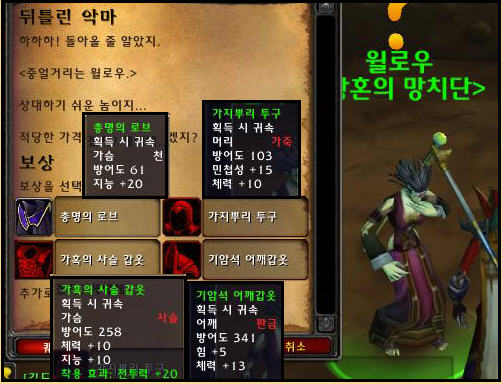 뒤틀린 악마
하하하! 돌아올 줄 알았지.
<중얼거리는 윌로우.>
상대하기 쉬운 놈이지...
적당한 가격 겠지?
보상
보상을 선택
총명의 로브
획득 시 귀속
가슴 천
방어도 61
지능 +20
가지뿌리 투구
획득 시 귀속
머리 가죽
방어도 103
민첩성 +15
체력 +10
총명의 로브
가지뿌리 투구
가혹의 사슬 갑옷
기암석 어깨갑옷
가혹의 사슬 갑옷
획득 시 귀속
가슴 사슬
방어도 258
체력 +10
지능 +10
착용 효과: 전투력 +20
기암석 어깨갑옷
획득 시 귀속
어깨 판금
방어도 341
힘 +5
체력 +13
추가로
취소
윌로우
황혼의 망치단>